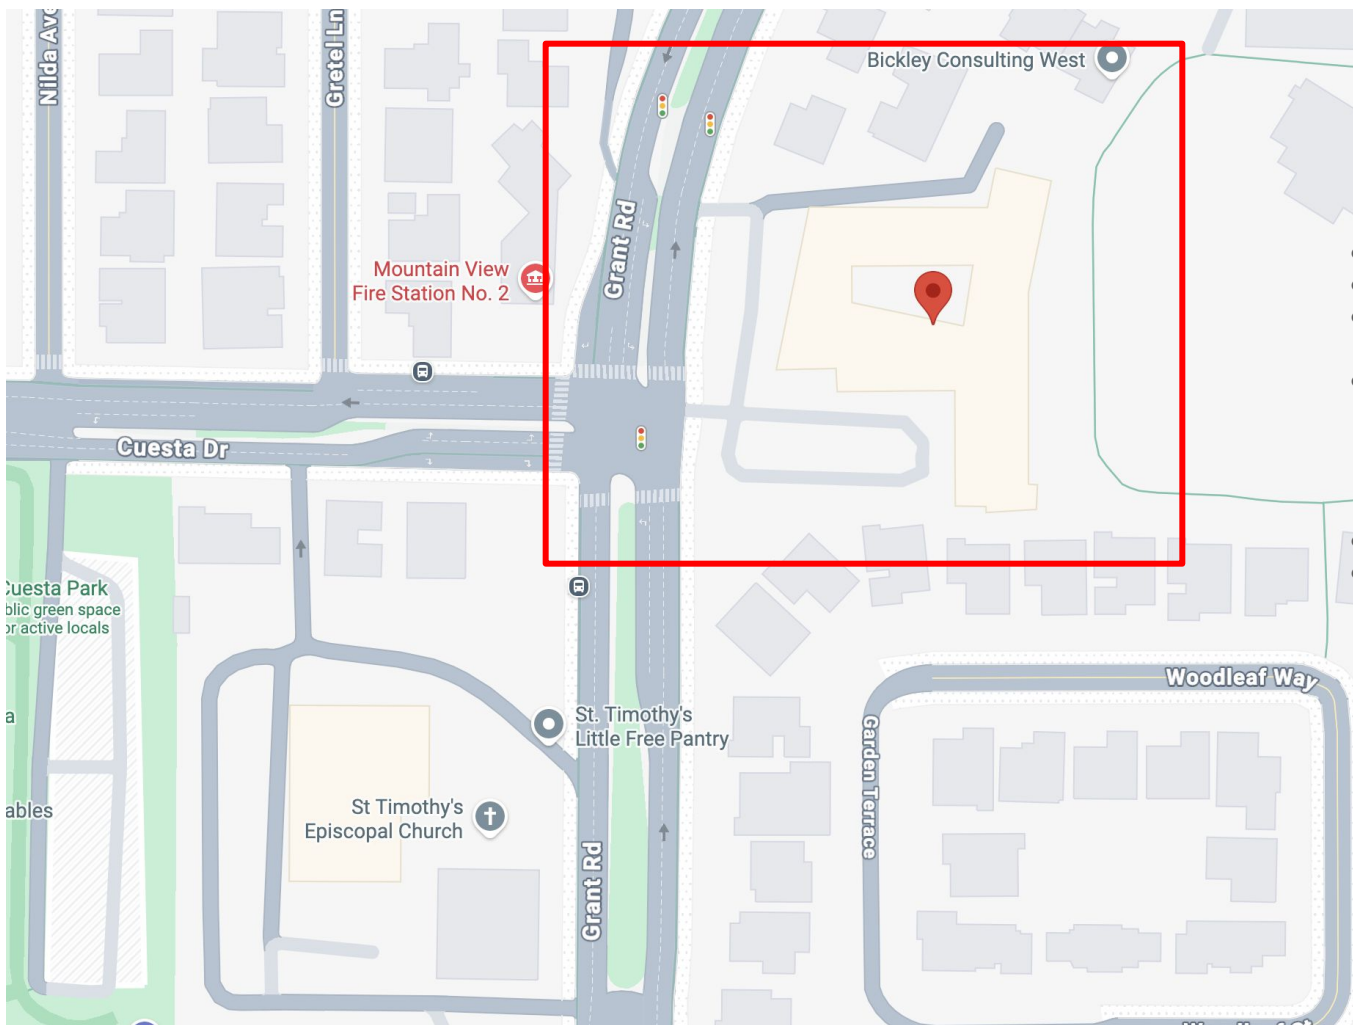 Nilda Ave
Gretel Ln
Bickley Consulting West
Grant Rd
Mountain View
Fire Station No. 2
Cuesta Dr
Cuesta Park
blic green space
or active locals
Woodleaf Way
St. Timothy's
Little Free Pantry
Garden Terrace
a
ables
St Timothy's
Episcopal Church
Grant Rd